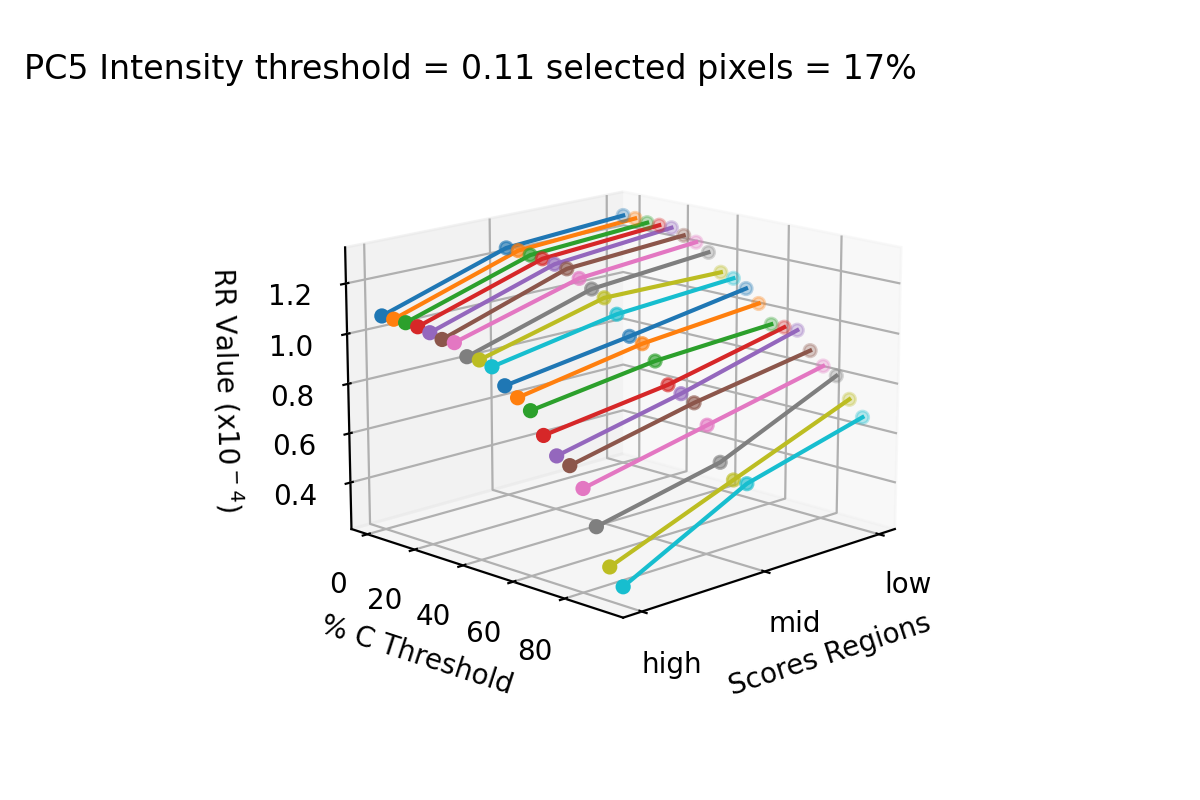 PC5 Intensity threshold = 0.11 selected pixels = 17%
RR Value (x10⁻⁴)
1.2
1.0
0.8
0.6
0.4
0
20
40
60
80
% C Threshold
high
mid
low
Scores Regions